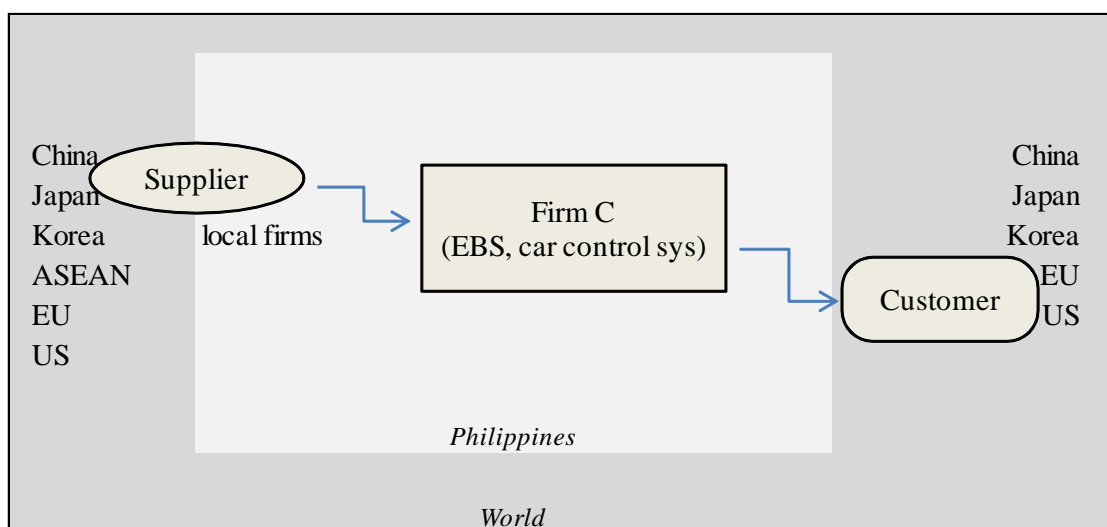 China
Japan
Korea
ASEAN
EU
US
Supplier
local firms
Firm C
(EBS, car control sys)
Customer
China
Japan
Korea
EU
US
Philippines
World